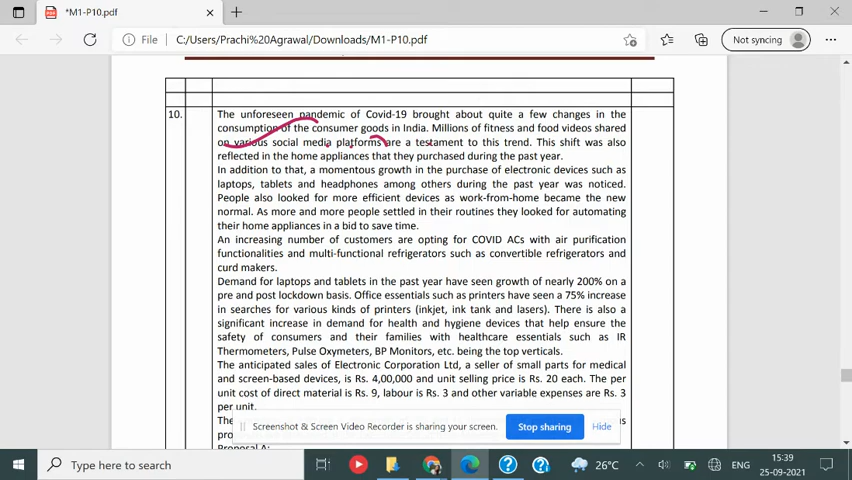 *M1-P10.pdf
File
C:/Users/Prachi%20Agrawal/Downloads/M1-P10.pdf
Not syncing
10.
The unforeseen pandemic of Covid-19 brought about quite a few changes in the
consumption of the consumer goods in India. Millions of fitness and food videos shared
on various social media platforms are a testament to this trend. This shift was also
reflected in the home appliances that they purchased during the past year.
In addition to that, a momentous growth in the purchase of electronic devices such as
laptops, tablets and headphones among others during the past year was noticed.
People also looked for more efficient devices as work-from-home became the new
normal. As more and more people settled in their routines they looked for automating
their home appliances in a bid to save time.
An increasing number of customers are opting for COVID ACs with air purification
functionalities and multi-functional refrigerators such as convertible refrigerators and
curd makers.
Demand for laptops and tablets in the past year have seen growth of nearly 200% on a
pre and post lockdown basis. Office essentials such as printers have seen a 75% increase
in searches for various kinds of printers (inkjet, ink tank and lasers). There is also a
significant increase in demand for health and hygiene devices that help ensure the
safety of consumers and their families with healthcare essentials such as IR
Thermometers, Pulse Oxymeters, BP Monitors, etc. being the top verticals.
The anticipated sales of Electronic Corporation Ltd, a seller of small parts for medical
and screen-based devices, is Rs. 4,00,000 and unit selling price is Rs. 20 each. The per
unit cost of direct material is Rs. 9, labour is Rs. 3 and other variable expenses are Rs. 3
per unit.
Screenshot & Screen Video Recorder is sharing your screen.
Stop sharing
Hide
Proposal A:
Type here to search
26°C
ENG
15:39
25-09-2021